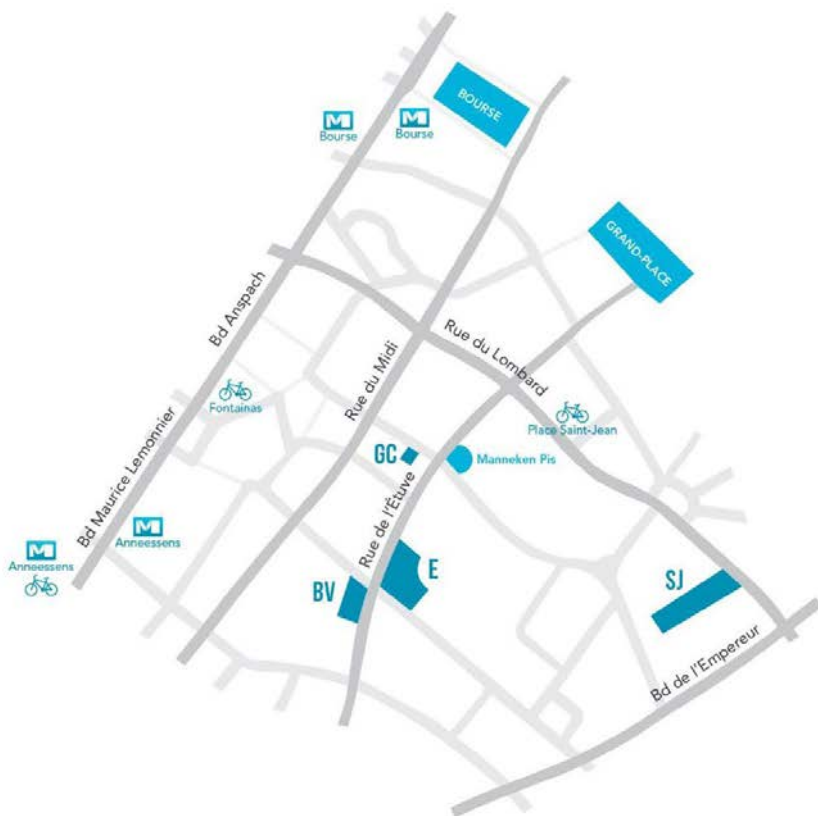 BOURSE
M
Bourse
M
Bourse
GRAND-PLACE
Bd Anspach
Rue du Lombard
Rue du Midi
Fontainas
Place Saint-Jean
Bd Maurice Lemonnier
GC
Manneken Pis
Rue de l'Étuve
M
Anneessens
M
Anneessens
E
BV
SJ
Bd de l'Empereur